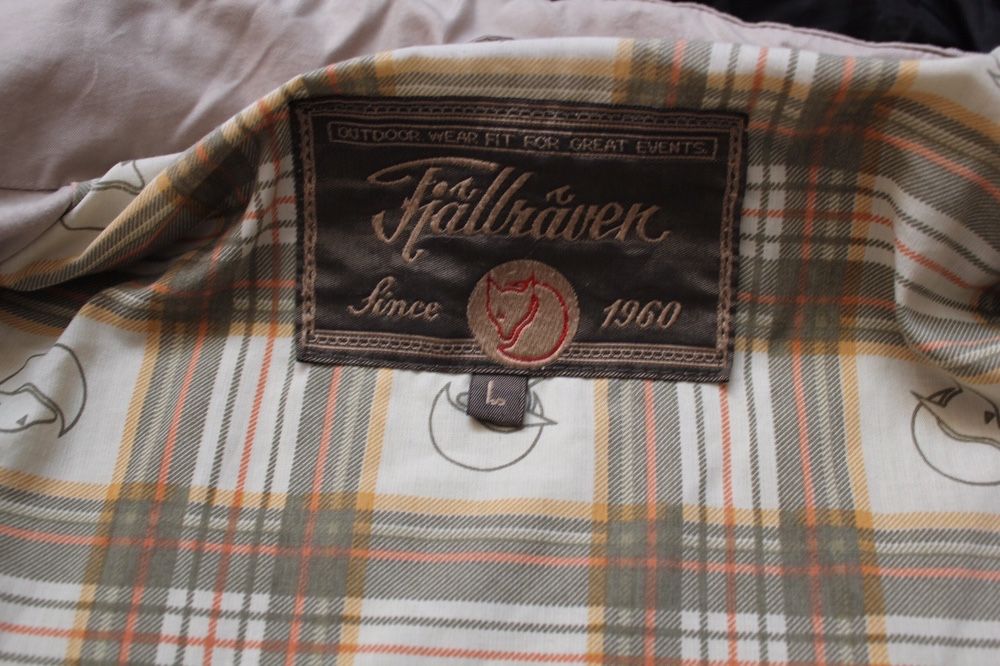 OUTDOOR WEAR FIT FOR GREAT EVENTS.
Fjällräven
Since 1960
L